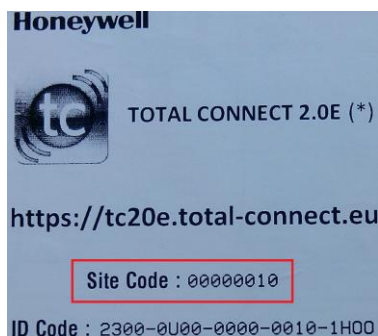 Honeywell
tc
TOTAL CONNECT 2.0E (*)
https://tc20e.total-connect.eu
Site Code : 00000010
ID Code : 2300-0U00-0000-0010-1H00